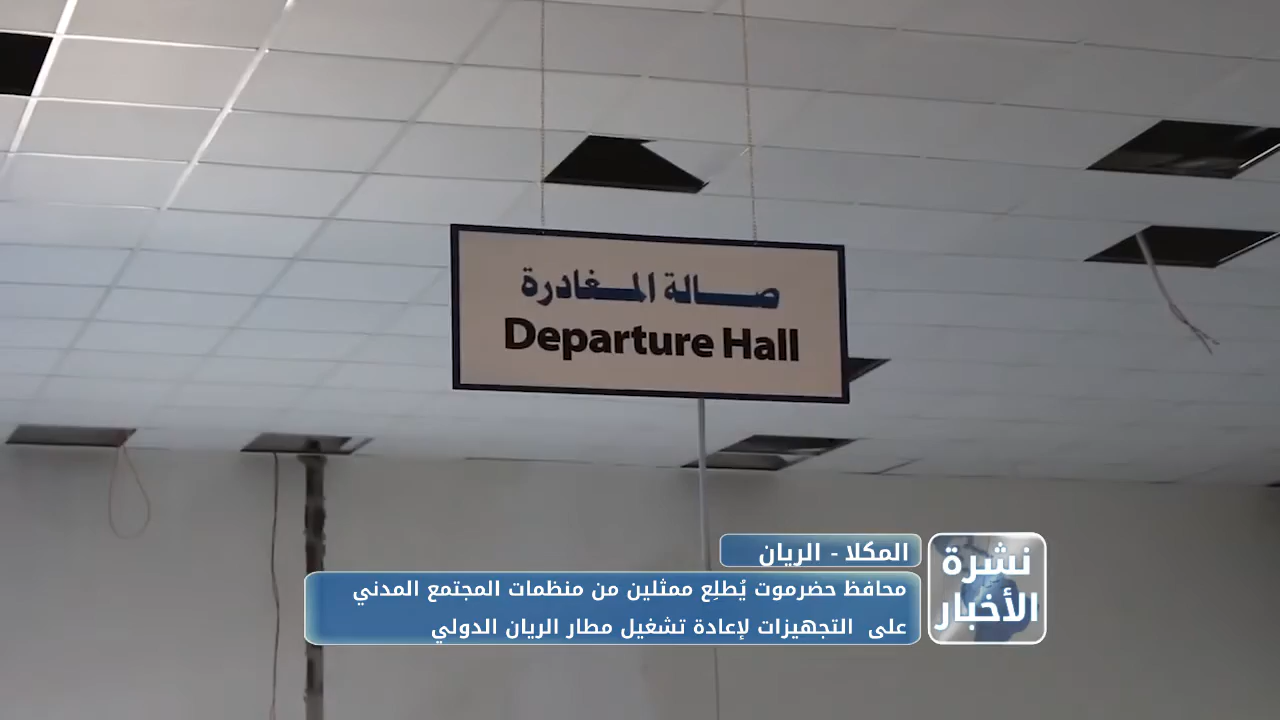 صالة المغادرة
Departure Hall
المكلا - الريان
نشرة
الأخبار
محافظ حضرموت يُطلِع ممثلين من منظمات المجتمع المدني
على التجهيزات لإعادة تشغيل مطار الريان الدولي